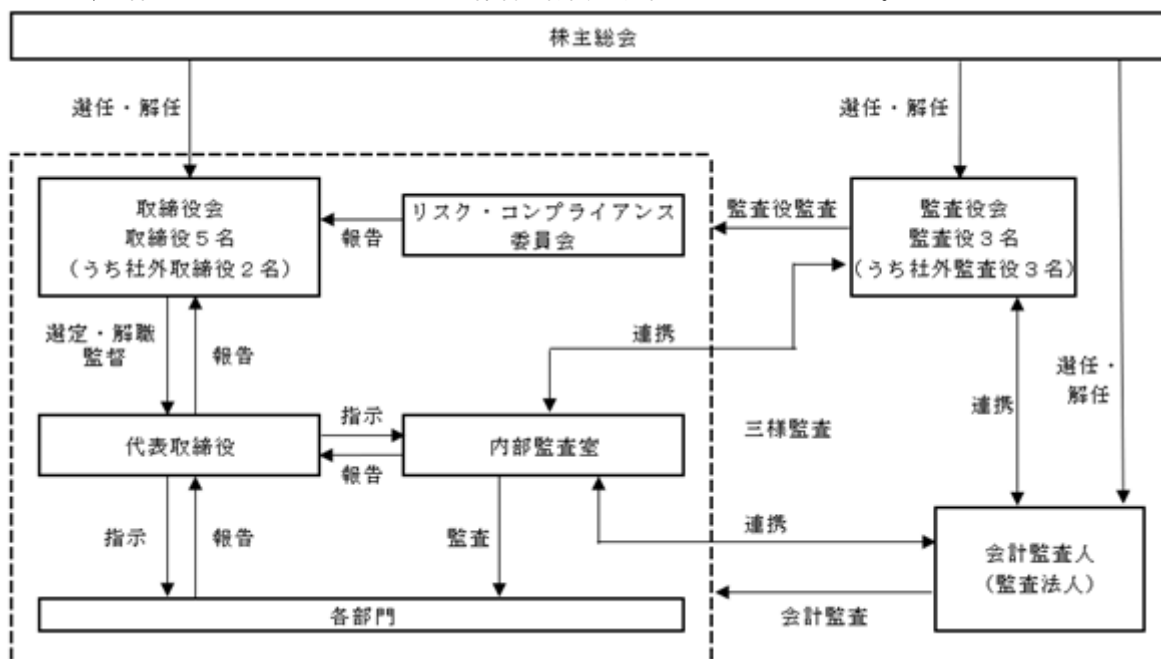 株主総会
選任・解任
選任・解任
取締役会
取締役5名
(うち社外取締役2名)
報告
リスク・コンプライアンス
委員会
監査役監査
監査役会
監査役3名
(うち社外監査役3名)
選定・解職
監督
報告
連携
選任・
解任
連携
代表取締役
指示
報告
内部監査室
三様監査
指示
報告
監査
連携
会計監査人
(監査法人)
会計監査
各部門